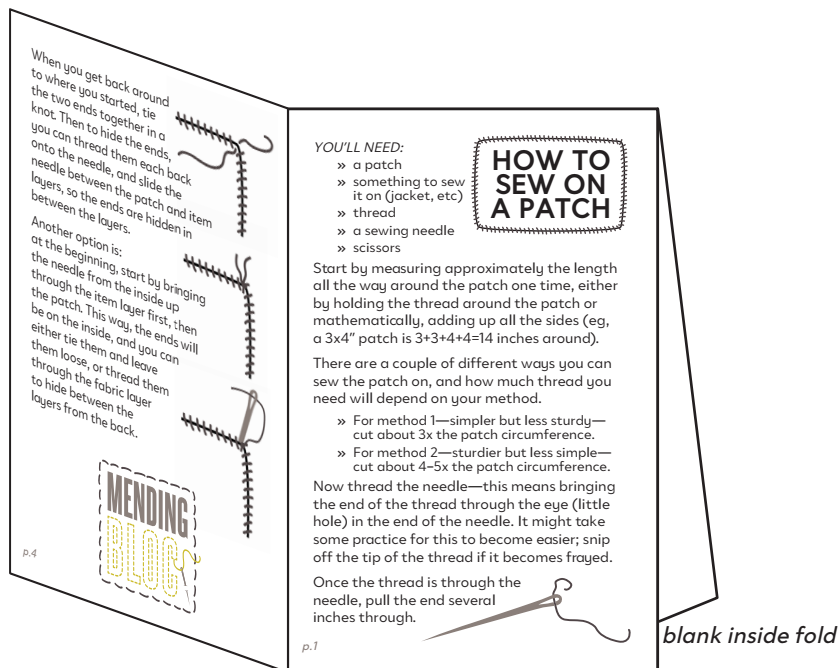 When you get back around
to where you started, tie
the two ends together in a
knot. Then to hide the ends,
you can thread them each back
onto the needle, and slide the
needle between the patch and item
layers, so the ends are hidden in
between the layers.
Another option is:
at the beginning, start by bringing
the needle from the inside up
through the item layer first, then
the patch. This way, the ends will
be on the inside, and you can
either tie them and leave
them loose, or thread them
through the fabric layer
to hide between the
layers from the back.
MENDING
BLOC
p.4
YOU'LL NEED:
» a patch
» something to sew
it on (jacket, etc)
» thread
» a sewing needle
» scissors
HOW TO
SEW ON
A PATCH
Start by measuring approximately the length
all the way around the patch one time, either
by holding the thread around the patch or
mathematically, adding up all the sides (eg,
a 3x4" patch is 3+3+4+4=14 inches around).
There are a couple of different ways you can
sew the patch on, and how much thread you
need will depend on your method.
» For method 1—simpler but less sturdy—
cut about 3x the patch circumference.
» For method 2—sturdier but less simple—
cut about 4–5x the patch circumference.
Now thread the needle—this means bringing
the end of the thread through the eye (little
hole) in the end of the needle. It might take
some practice for this to become easier; snip
off the tip of the thread if it becomes frayed.
Once the thread is through the
needle, pull the end several
inches through.
p.1
blank inside fold